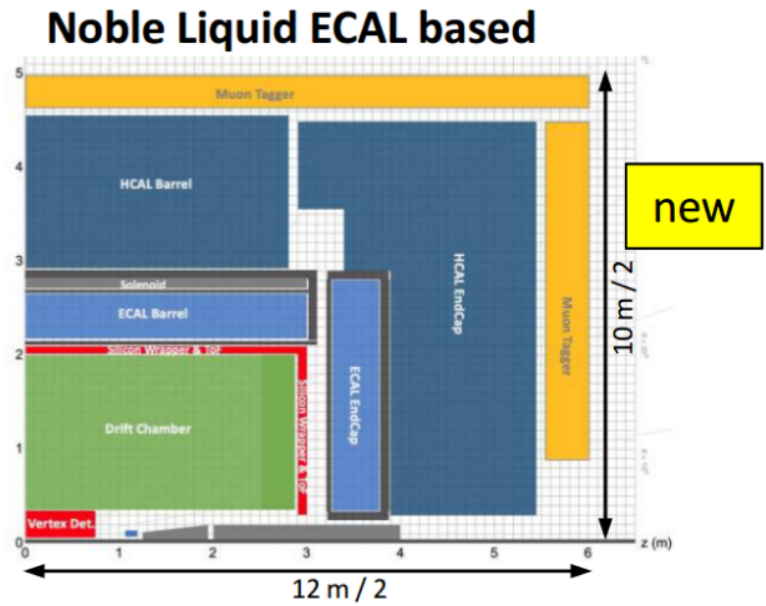 Noble Liquid ECAL based
5
Muon Tagger
4
HCAL Barrel
new
3
HCAL EndCap
Solenoid
ECAL Barrel
10 m / 2
Muon Tagger
2
Silicon Wrapper & ToF
ECAL EndCap
Silicon Wrapper & ToF
Drift Chamber
1
Vertex Det.
0
0 1 2 3 4 5 6 z (m)
12 m / 2